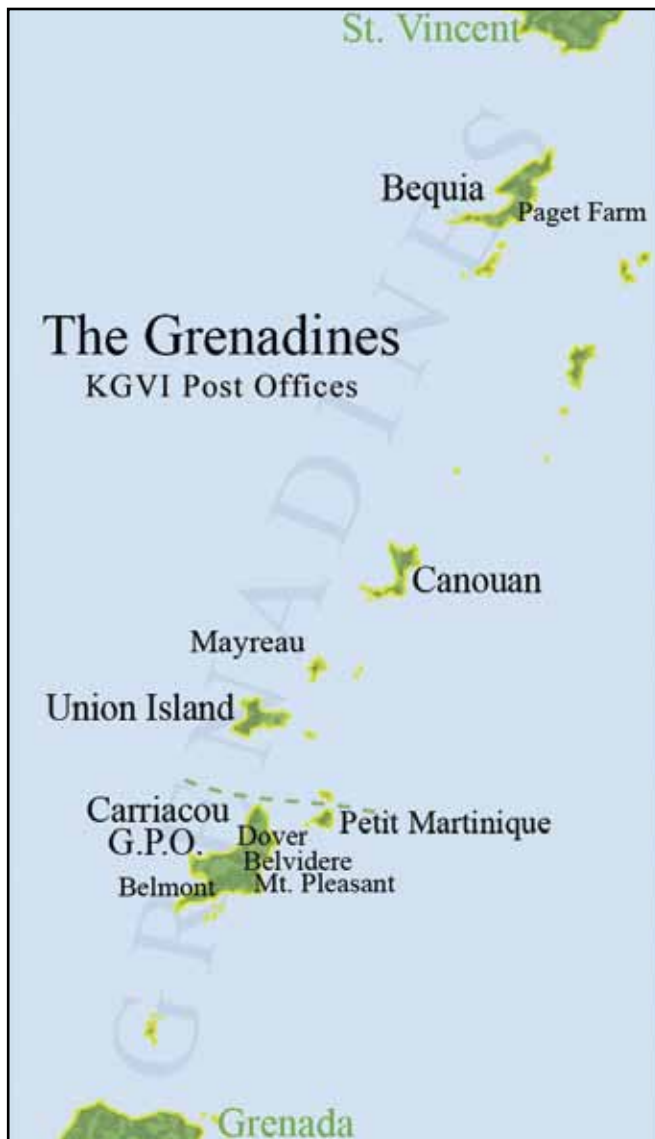 St. Vincent
Bequia
Paget Farm
The Grenadines
KGVI Post Offices
GRENADINES
Canouan
Mayreau
Union Island
Carriacou
G.P.O.
Petit Martinique
Dover
Belvidere
Belmont
Mt. Pleasant
Grenada